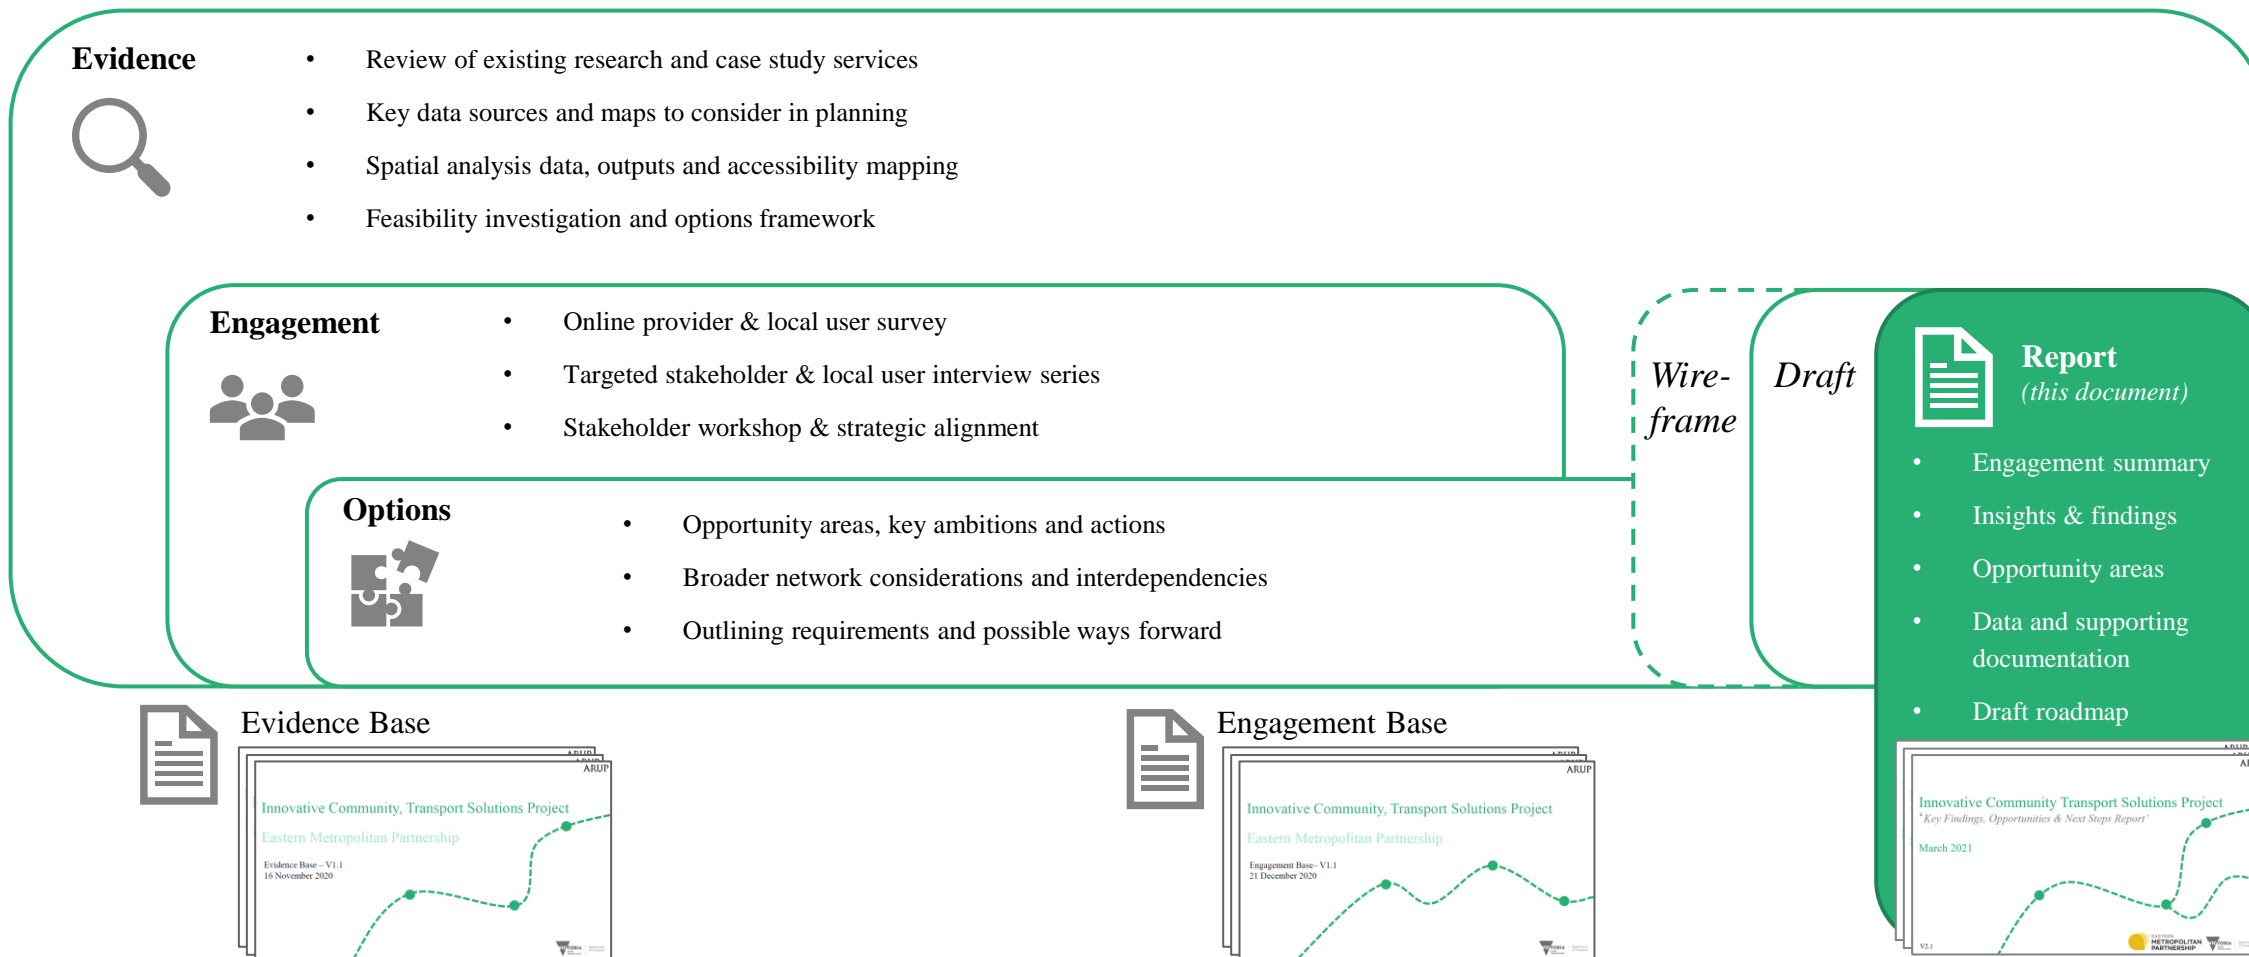 Evidence
• Review of existing research and case study services
• Key data sources and maps to consider in planning
• Spatial analysis data, outputs and accessibility mapping
• Feasibility investigation and options framework
Engagement
• Online provider & local user survey
• Targeted stakeholder & local user interview series
• Stakeholder workshop & strategic alignment
Options
• Opportunity areas, key ambitions and actions
• Broader network considerations and interdependencies
• Outlining requirements and possible ways forward
Wire-
frame
Draft
Report
(this document)
• Engagement summary
• Insights & findings
• Opportunity areas
• Data and supporting
documentation
• Draft roadmap
Evidence Base
ARUP
Innovative Community, Transport Solutions Project
Eastern Metropolitan Partnership
Evidence Base – V1.1
16 November 2020
Engagement Base
ARUP
Innovative Community, Transport Solutions Project
Eastern Metropolitan Partnership
Engagement Base– V1.1
21 December 2020
Innovative Community Transport Solutions Project
‘Key Findings, Opportunities & Next Steps Report’
March 2021
V2.1
EASTERN
METROPOLITAN
PARTNERSHIP